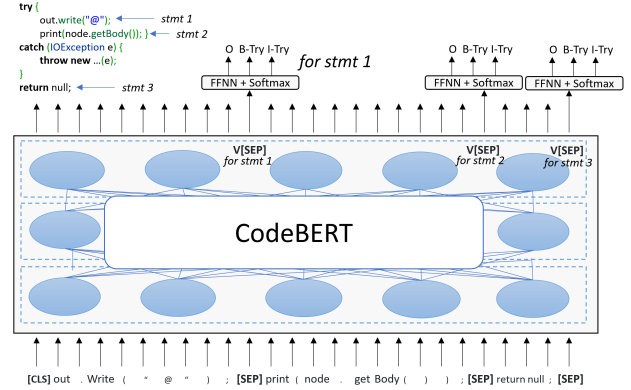 try {
out.write("@"); stmt 1
print(node.getBody()); } stmt 2
catch (IOException e) {
throw new ...(e);
}
return null; stmt 3
O B-Try I-Try
FFNN + Softmax
for stmt 1
O B-Try I-Try
FFNN + Softmax
O B-Try I-Try
FFNN + Softmax
V[SEP]
for stmt 1
V[SEP]
for stmt 2
V[SEP]
for stmt 3
CodeBERT
[CLS] out . Write ( " @ " ) ; [SEP] print ( node . get Body ( ) ) ; [SEP] return null ; [SEP]